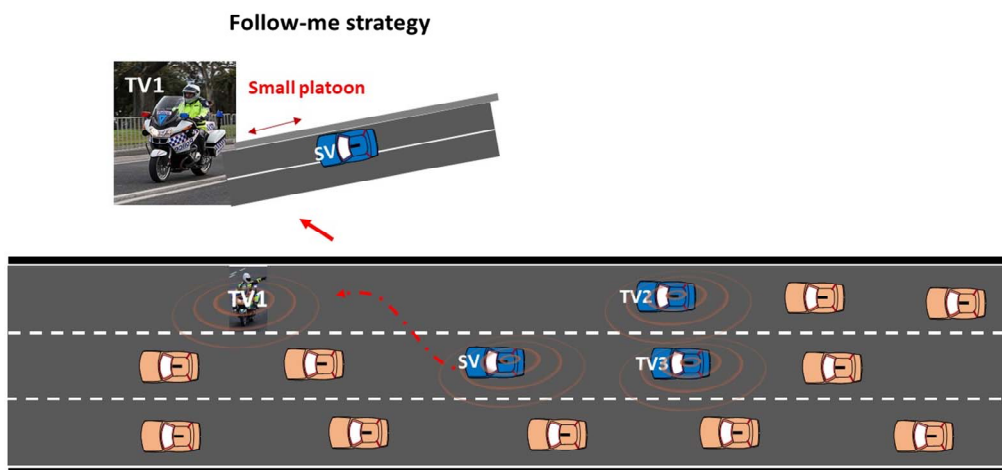 Follow-me strategy
TV1
Small platoon
SV
TV1
TV2
SV
TV3